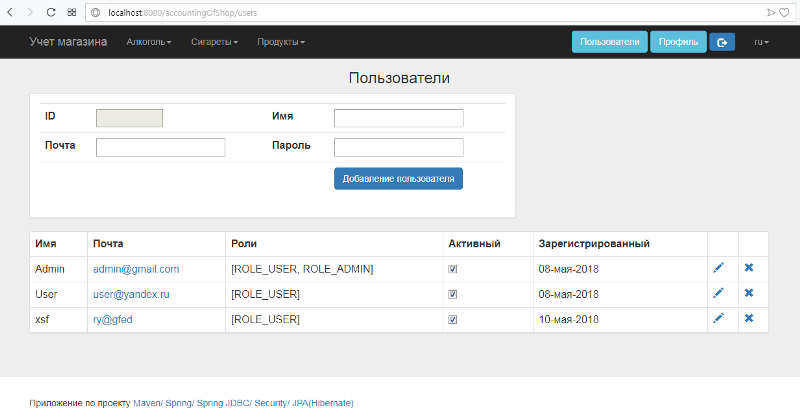 localhost:8080/accountingOfShop/users
Учет магазина Алкоголь Сигареты Продукты Пользователи Профиль ru
Пользователи
ID Имя
Почта Пароль
Добавление пользователя
Имя Почта Роли Активный Зарегистрированный
Admin admin@gmail.com [ROLE_USER, ROLE_ADMIN] 08-мая-2018
User user@yandex.ru [ROLE_USER] 08-мая-2018
xsf ry@gfed [ROLE_USER] 10-мая-2018
Приложение по проекту Maven/ Spring/ Spring JDBC/ Security/ JPA(Hibernate)